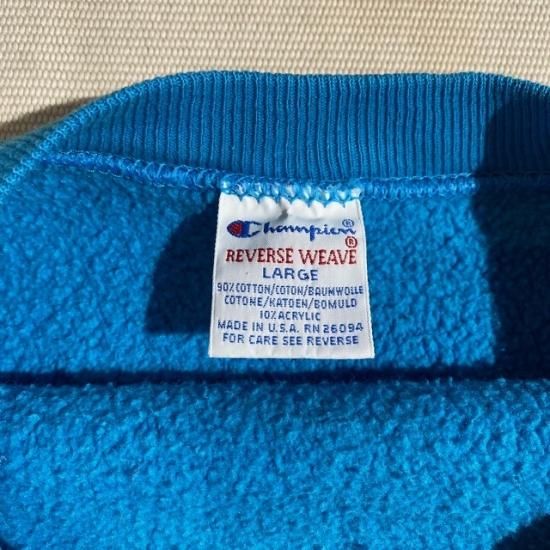 Champion®
REVERSE WEAVE®
LARGE
90% COTTON/COTON/BAUMWOLLE
COTONE/KATOEN/BOMULD
10% ACRYLIC
MADE IN U.S.A. RN 26094
FOR CARE SEE REVERSE